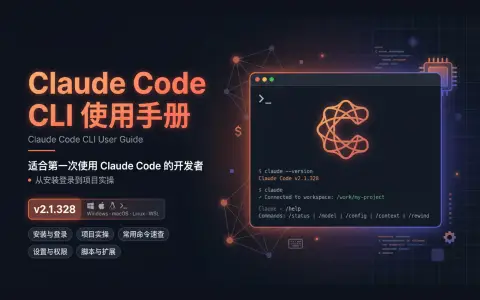 Claude Code
CLI 使用手册
Claude Code CLI User Guide
适合第一次使用 Claude Code 的开发者
从安装登录到项目实操
v2.1.328
Windows · macOS · Linux · WSL
安装与登录
项目实操
常用命令速查
设置与权限
脚本与扩展
$
>_
$ claude --version
Claude Code v2.1.328
$ claude
✓ Connected to workspace: /work/my-project
Claude - /help
Commands: /status | /model | /config | /context | /rewind